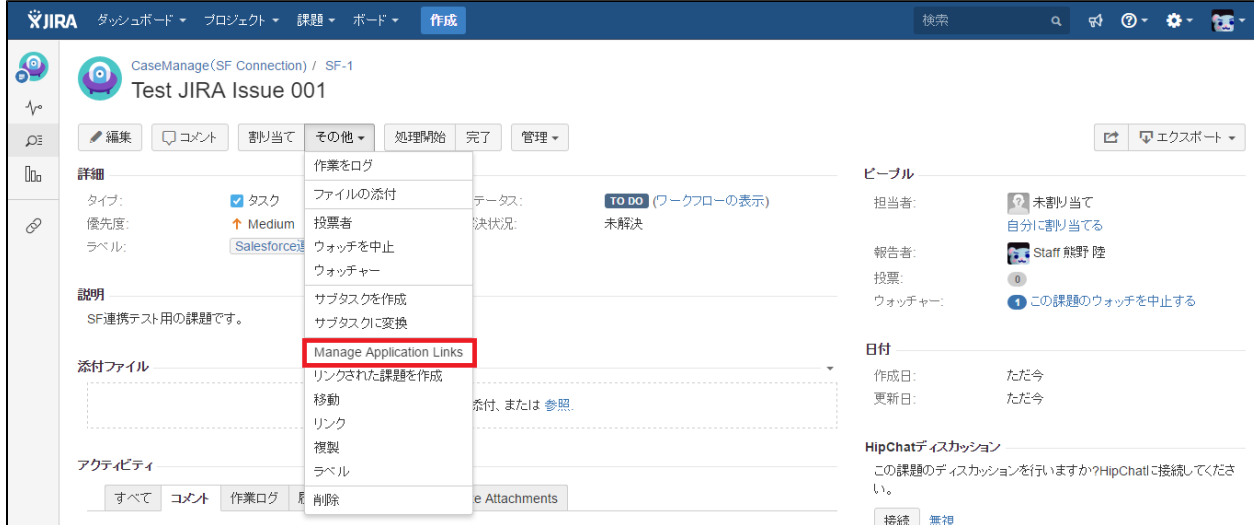 JIRA ダッシュボード プロジェクト 課題 ボード 作成 検索
CaseManage(SF Connection) / SF-1
Test JIRA Issue 001
編集 コメント 割り当て その他 処理開始 完了 管理 エクスポート
作業をログ
ファイルの添付
投票者
ウォッチを中止
ウォッチャー
サブタスクを作成
サブタスクに変換
Manage Application Links
リンクされた課題を作成
移動
リンク
複製
ラベル
削除
詳細
タイプ: タスク
優先度: Medium
ラベル: Salesforce
テータス: TO DO (ワークフローの表示)
決状況: 未解決
説明
SF連携テスト用の課題です。
添付ファイル
添付、または 参照.
アクティビティ
すべて コメント 作業ログ e Attachments
ピープル
担当者: 未割り当て
自分に割り当てる
報告者: Staff 熊野 陸
投票: 0
ウォッチャー: 1 この課題のウォッチを中止する
日付
作成日: ただ今
更新日: ただ今
HipChatディスカッション
この課題のディスカッションを行いますか?HipChatに接続してくださ
い。
接続 無視